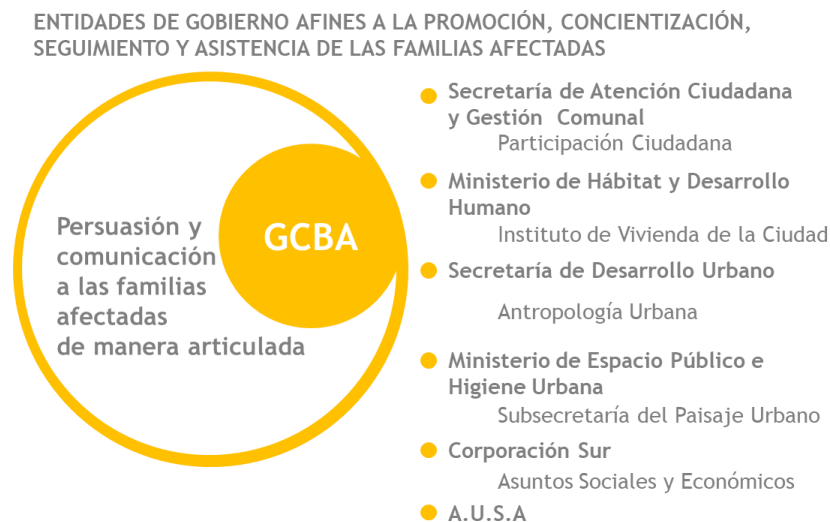 ENTIDADES DE GOBIERNO AFINES A LA PROMOCIÓN, CONCIENTIZACIÓN,
SEGUIMIENTO Y ASISTENCIA DE LAS FAMILIAS AFECTADAS
Persuasión y
comunicación
a las familias
afectadas
de manera articulada
GCBA
Secretaría de Atención Ciudadana
y Gestión Comunal
Participación Ciudadana
Ministerio de Hábitat y Desarrollo
Humano
Instituto de Vivienda de la Ciudad
Secretaría de Desarrollo Urbano
Antropología Urbana
Ministerio de Espacio Público e
Higiene Urbana
Subsecretaría del Paisaje Urbano
Corporación Sur
Asuntos Sociales y Económicos
A.U.S.A